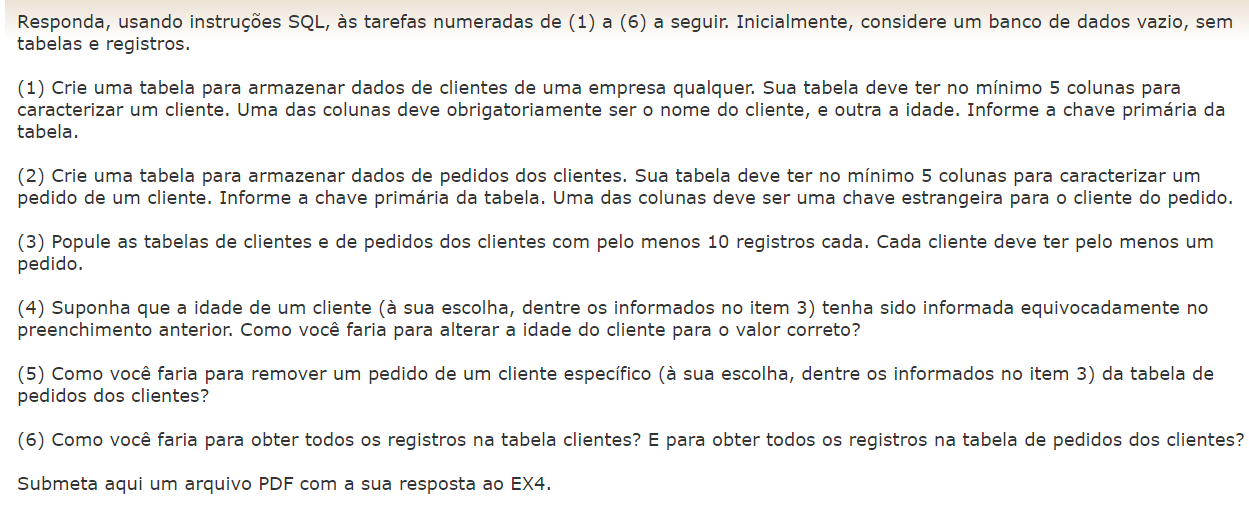 Responda, usando instruções SQL, às tarefas numeradas de (1) a (6) a seguir. Inicialmente, considere um banco de dados vazio, sem
tabelas e registros.
(1) Crie uma tabela para armazenar dados de clientes de uma empresa qualquer. Sua tabela deve ter no mínimo 5 colunas para
caracterizar um cliente. Uma das colunas deve obrigatoriamente ser o nome do cliente, e outra a idade. Informe a chave primária da
tabela.
(2) Crie uma tabela para armazenar dados de pedidos dos clientes. Sua tabela deve ter no mínimo 5 colunas para caracterizar um
pedido de um cliente. Informe a chave primária da tabela. Uma das colunas deve ser uma chave estrangeira para o cliente do pedido.
(3) Popule as tabelas de clientes e de pedidos dos clientes com pelo menos 10 registros cada. Cada cliente deve ter pelo menos um
pedido.
(4) Suponha que a idade de um cliente (à sua escolha, dentre os informados no item 3) tenha sido informada equivocadamente no
preenchimento anterior. Como você faria para alterar a idade do cliente para o valor correto?
(5) Como você faria para remover um pedido de um cliente específico (à sua escolha, dentre os informados no item 3) da tabela de
pedidos dos clientes?
(6) Como você faria para obter todos os registros na tabela clientes? E para obter todos os registros na tabela de pedidos dos clientes?
Submeta aqui um arquivo PDF com a sua resposta ao EX4.